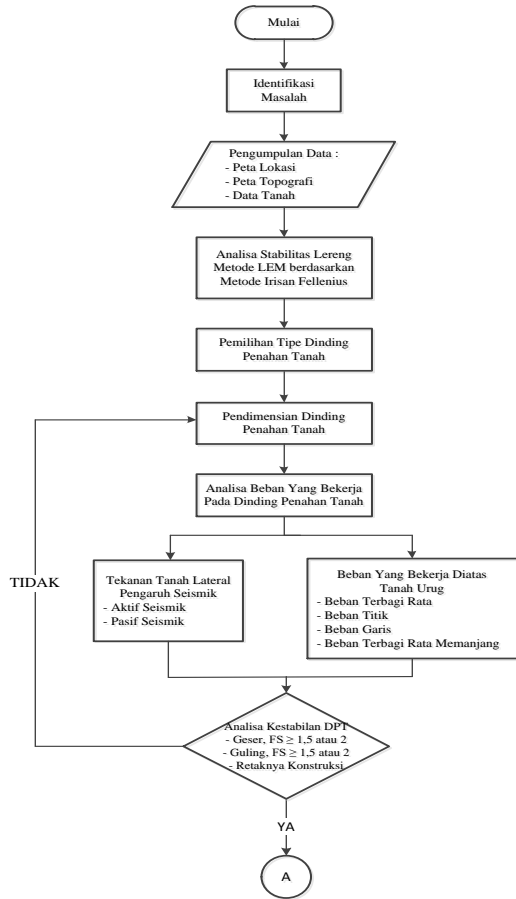 Mulai
Identifikasi
Masalah
Pengumpulan Data :
- Peta Lokasi
- Peta Topografi
- Data Tanah
Analisa Stabilitas Lereng
Metode LEM berdasarkan
Metode Irisan Fellenius
Pemilihan Tipe Dinding
Penahan Tanah
Pendimensian Dinding
Penahan Tanah
Analisa Beban Yang Bekerja
Pada Dinding Penahan Tanah
TIDAK
Tekanan Tanah Lateral
Pengaruh Seismik
- Aktif Seismik
- Pasif Seismik
Beban Yang Bekerja Diatas
Tanah Urug
- Beban Terbagi Rata
- Beban Titik
- Beban Garis
- Beban Terbagi Rata Memanjang
Analisa Kestabilan DPT
- Geser, FS ≥ 1,5 atau 2
- Guling, FS ≥ 1,5 atau 2
- Retaknya Konstruksi
YA
A